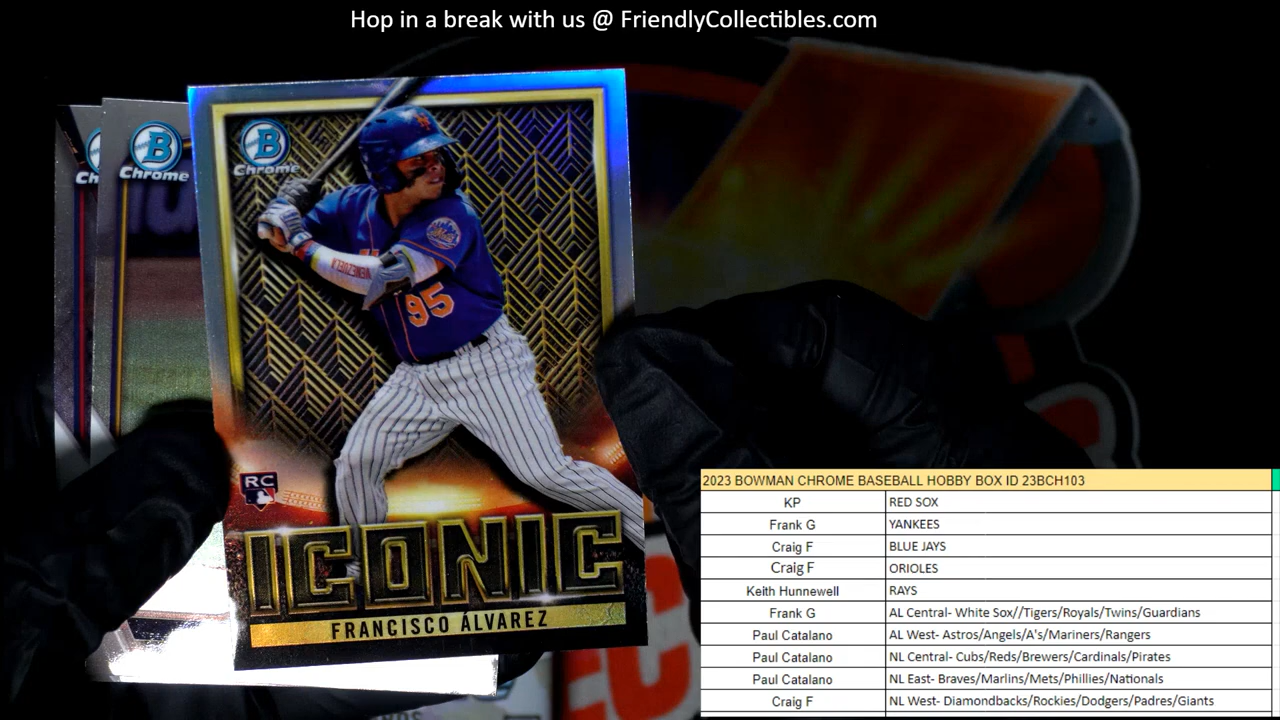 Hop in a break with us @ FriendlyCollectibles.com
B
Chrome
B
Chrome
Mets
VENEZUELA
95
RC
ICONIC
FRANCISCO ÁLVAREZ
2023 BOWMAN CHROME BASEBALL HOBBY BOX ID 23BCH103
KP RED SOX
Frank G YANKEES
Craig F BLUE JAYS
Craig F ORIOLES
Keith Hunnewell RAYS
Frank G AL Central- White Sox//Tigers/Royals/Twins/Guardians
Paul Catalano AL West- Astros/Angels/A's/Mariners/Rangers
Paul Catalano NL Central- Cubs/Reds/Brewers/Cardinals/Pirates
Paul Catalano NL East- Braves/Marlins/Mets/Phillies/Nationals
Craig F NL West- Diamondbacks/Rockies/Dodgers/Padres/Giants